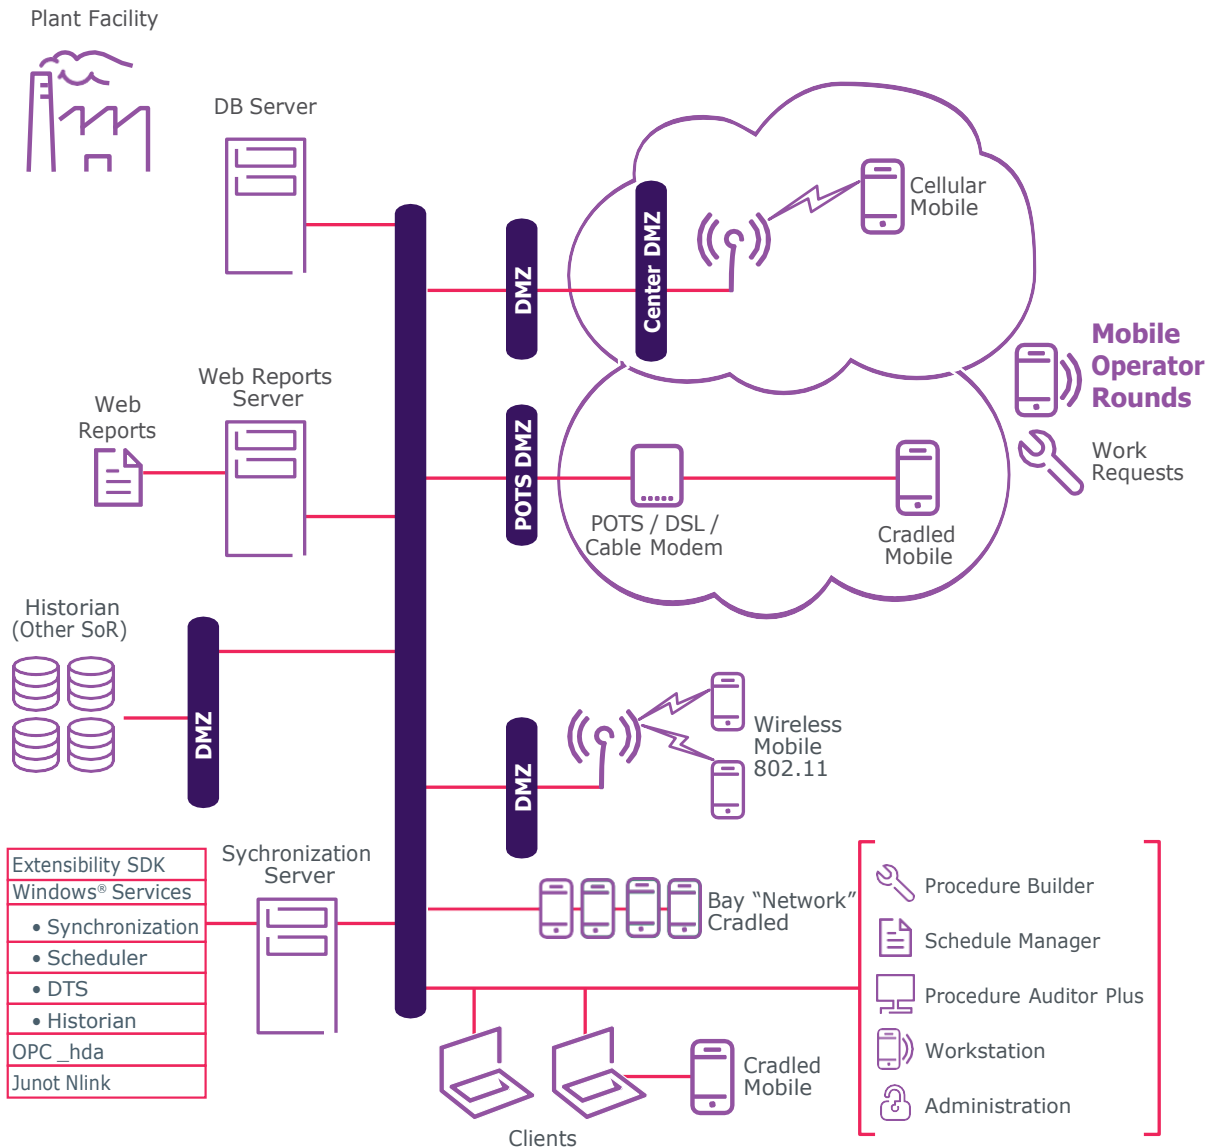 Plant Facility
DB Server
Cellular
Mobile
DMZ
Center DMZ
Mobile
Operator
Rounds
Work
Requests
Web Reports
Server
Web
Reports
POTS DMZ
POTS / DSL /
Cable Modem
Cradled
Mobile
Historian
(Other SoR)
DMZ
DMZ
Wireless
Mobile
802.11
Sychronization
Server
Extensibility SDK
Windows® Services
• Synchronization
• Scheduler
• DTS
• Historian
OPC _hda
Junot Nlink
Bay “Network”
Cradled
Procedure Builder
Schedule Manager
Procedure Auditor Plus
Workstation
Administration
Cradled
Mobile
Clients